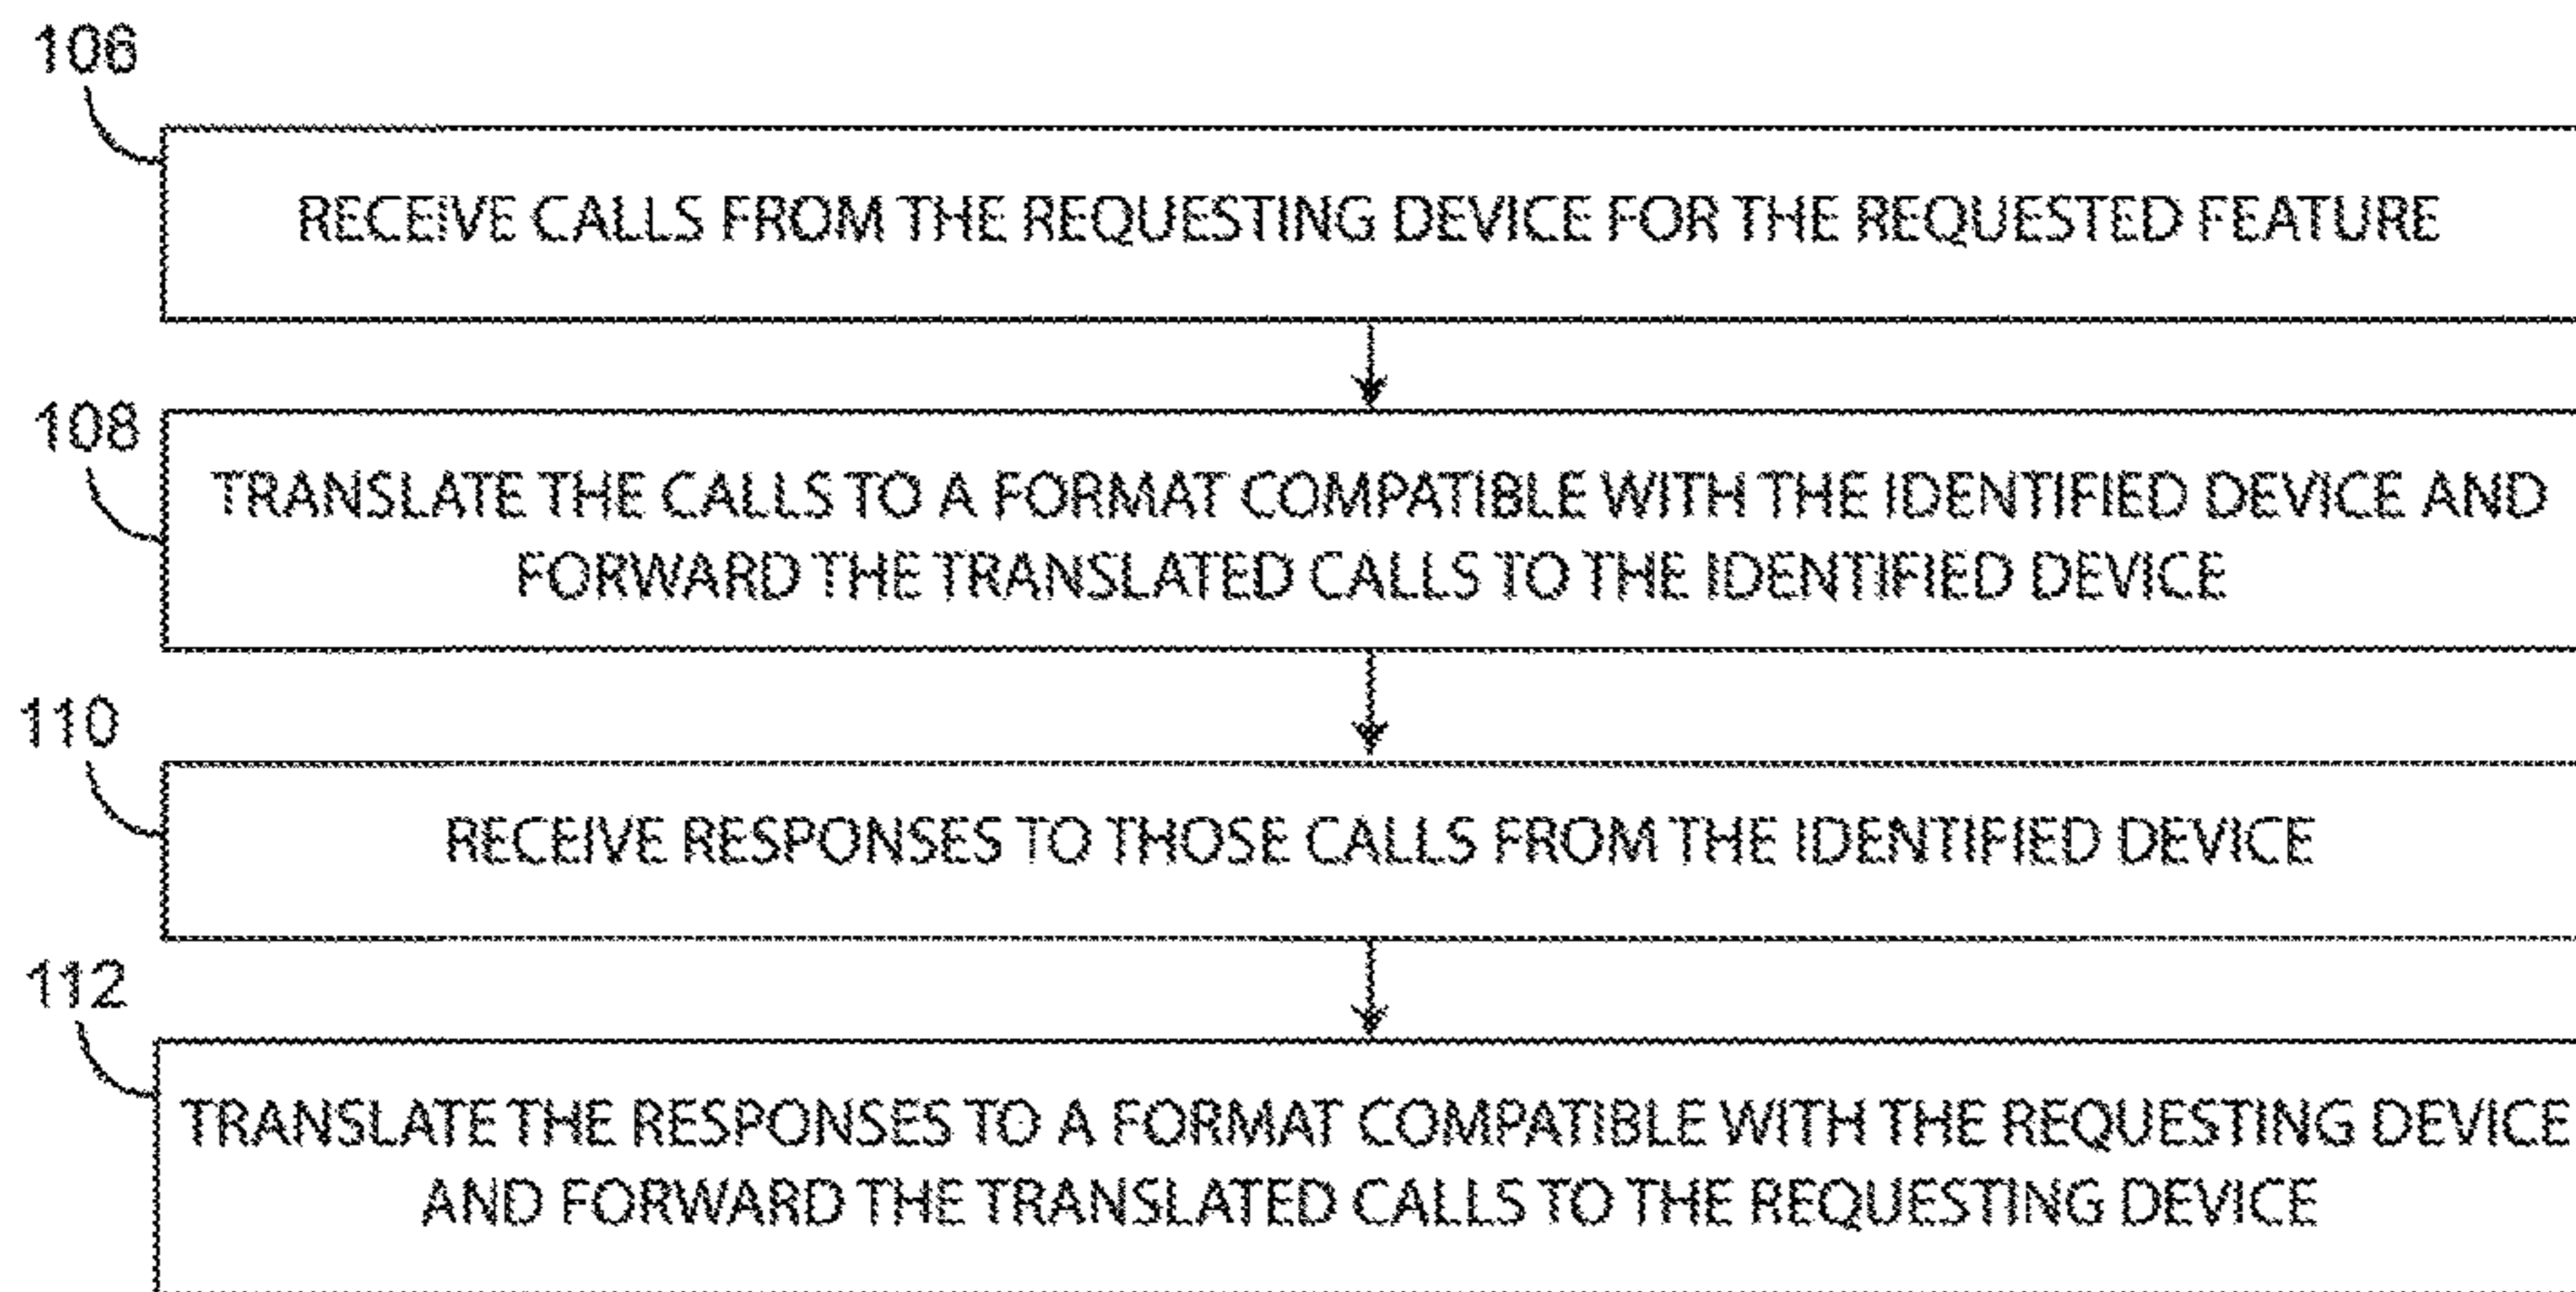 106
RECEIVE CALLS FROM THE REQUESTING DEVICE FOR THE REQUESTED FEATURE
108
TRANSLATE THE CALLS TO A FORMAT COMPATIBLE WITH THE IDENTIFIED DEVICE AND
FORWARD THE TRANSLATED CALLS TO THE IDENTIFIED DEVICE
110
RECEIVE RESPONSES TO THOSE CALLS FROM THE IDENTIFIED DEVICE
112
TRANSLATE THE RESPONSES TO A FORMAT COMPATIBLE WITH THE REQUESTING DEVICE
AND FORWARD THE TRANSLATED CALLS TO THE REQUESTING DEVICE